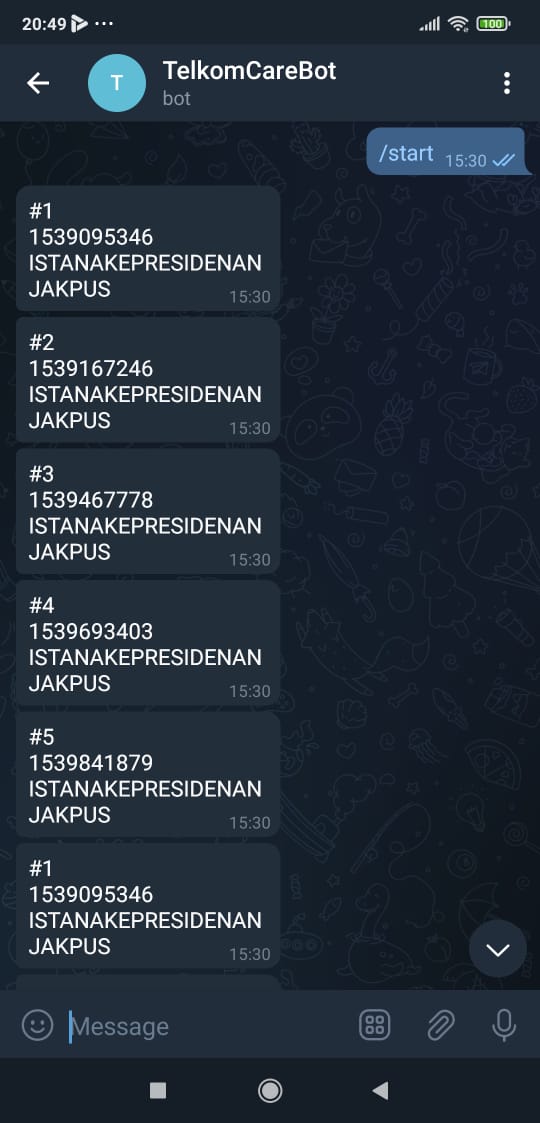 20:49
100
T
TelkomCareBot
bot
/start 15:30
#1
1539095346
ISTANAKEPRESIDENAN
JAKPUS
15:30
#2
1539167246
ISTANAKEPRESIDENAN
JAKPUS
15:30
#3
1539467778
ISTANAKEPRESIDENAN
JAKPUS
15:30
#4
1539693403
ISTANAKEPRESIDENAN
JAKPUS
15:30
#5
1539841879
ISTANAKEPRESIDENAN
JAKPUS
15:30
#1
1539095346
ISTANAKEPRESIDENAN
JAKPUS
15:30
Message